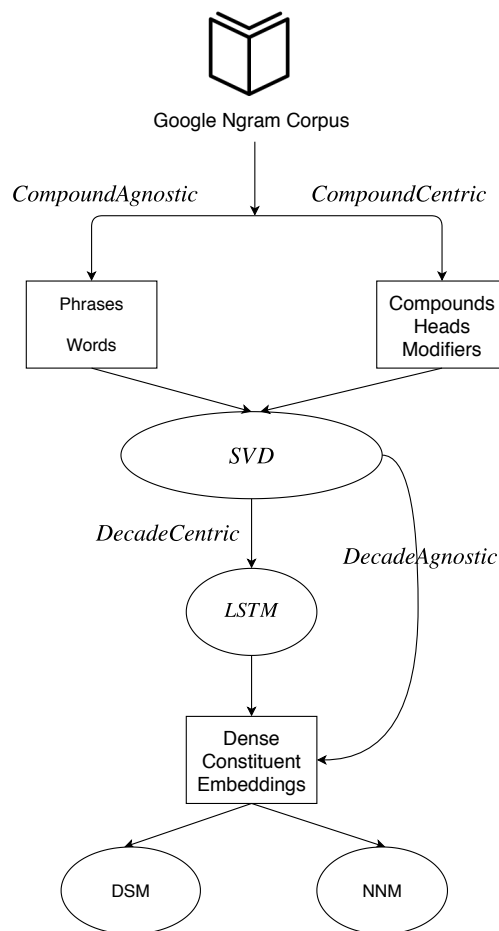 Google Ngram Corpus
CompoundAgnostic
CompoundCentric
Phrases
Words
Compounds
Heads
Modifiers
SVD
DecadeCentric
DecadeAgnostic
LSTM
Dense
Constituent
Embeddings
DSM
NNM